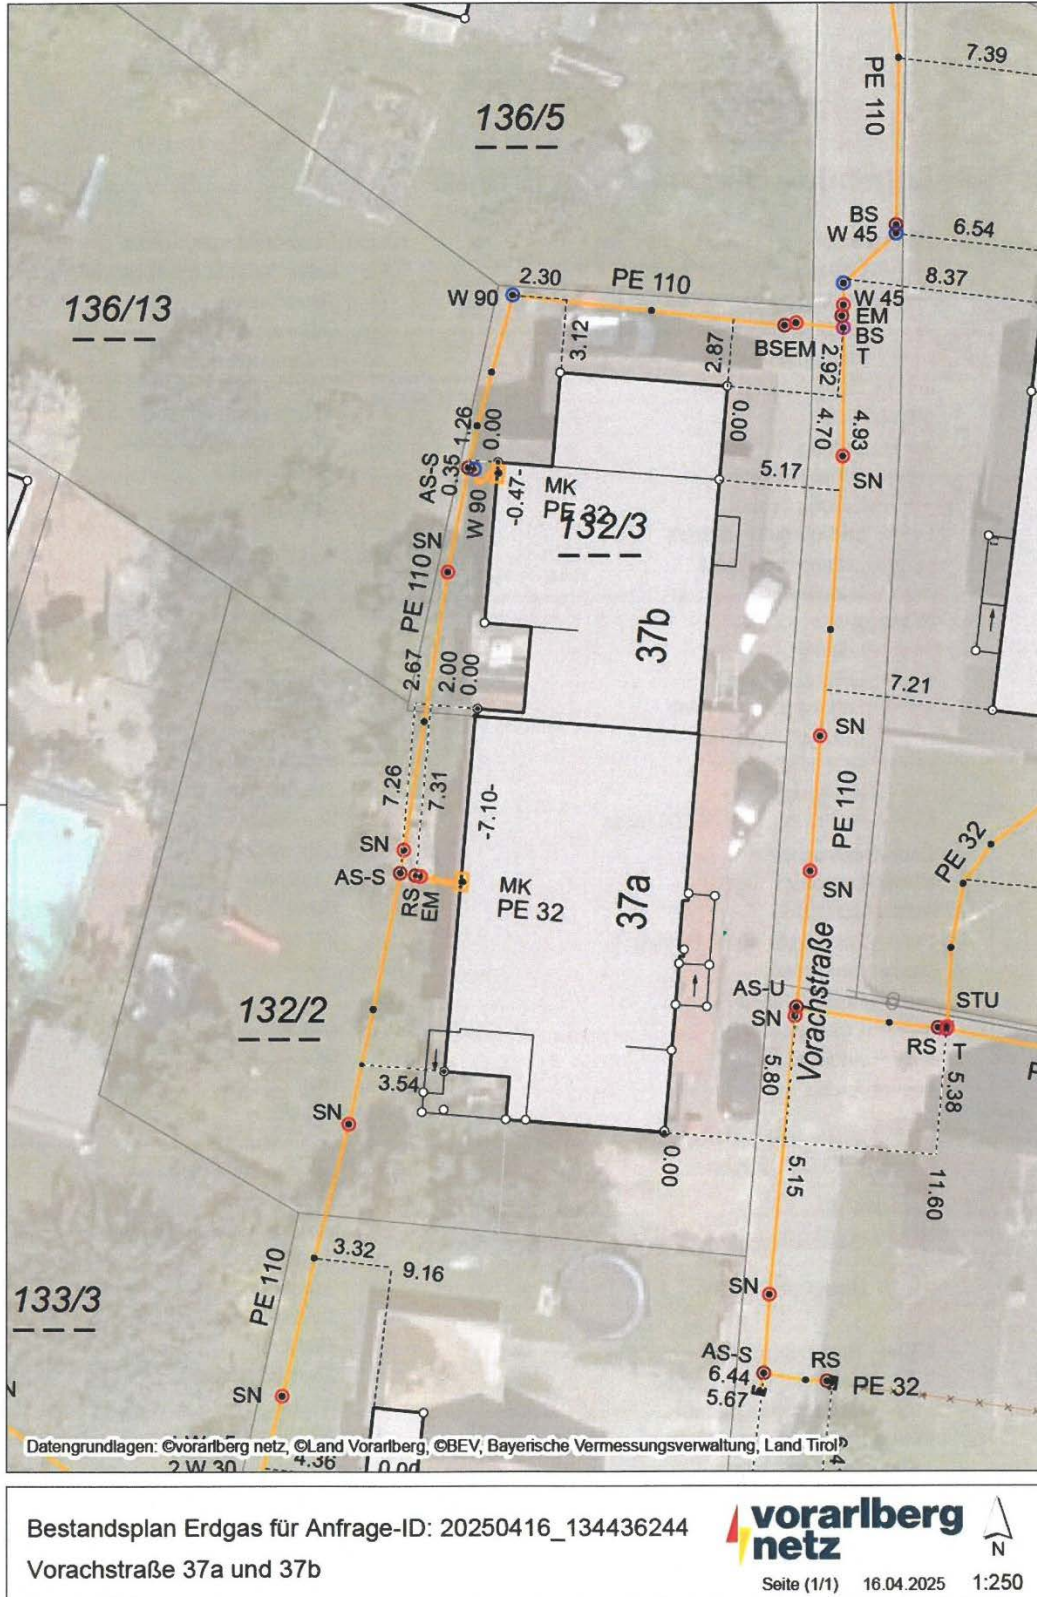 7.39
PE 110
136/5
BS
W 45
6.54
2.30
PE 110
8.37
W 90
136/13
W 45
EM
BS
T
3.12
2.87
BSEM
2.92
0.00
4.70
4.93
1.26
0.00
AS-S
0.35
W 90
-0.47-
MK
PE 32
132/3
5.17
SN
SN
PE 110
37b
2.67
2.00
0.00
7.21
SN
7.26
7.31
-7.10-
PE 110
PE 32
SN
AS-S
RS
EM
MK
PE 32
37a
SN
Vorachstraße
AS-U
SN
STU
RS
T
132/2
5.80
5.38
3.54
SN
0.00
5.15
11.60
3.32
9.16
PE 110
133/3
SN
AS-S
6.44
5.67
RS
PE 32
SN
Datengrundlagen: ©vorarlberg netz, ©Land Vorarlberg, ©BEV, Bayerische Vermessungsverwaltung, Land Tirol
2 W 30
4.36
0.00
Bestandsplan Erdgas für Anfrage-ID: 20250416_134436244
Vorachstraße 37a und 37b
vorarlberg
netz
N
Seite (1/1) 16.04.2025 1:250